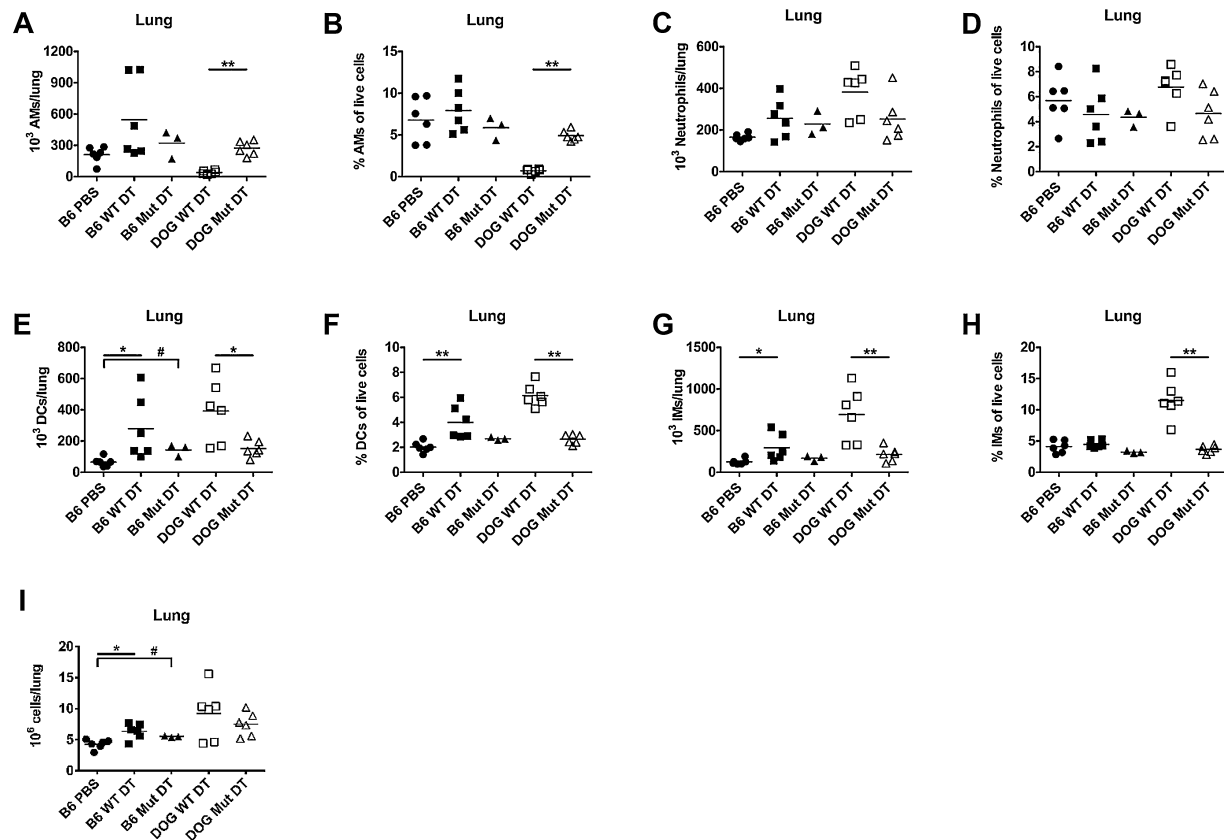 A
Lung
10³ AMs/lung
1200
900
600
300
0
**
B6 PBS
B6 WT DT
B6 Mut DT
DOG WT DT
DOG Mut DT
B
Lung
% AMs of live cells
15
10
5
0
**
B6 PBS
B6 WT DT
B6 Mut DT
DOG WT DT
DOG Mut DT
C
Lung
10³ Neutrophils/lung
600
400
200
0
B6 PBS
B6 WT DT
B6 Mut DT
DOG WT DT
DOG Mut DT
D
Lung
% Neutrophils of live cells
10
8
6
4
2
0
B6 PBS
B6 WT DT
B6 Mut DT
DOG WT DT
DOG Mut DT
E
Lung
10³ DCs/lung
800
600
400
200
0
* # *
B6 PBS
B6 WT DT
B6 Mut DT
DOG WT DT
DOG Mut DT
F
Lung
% DCs of live cells
10
8
6
4
2
0
** **
B6 PBS
B6 WT DT
B6 Mut DT
DOG WT DT
DOG Mut DT
G
Lung
10³ IMs/lung
1500
1000
500
0
* **
B6 PBS
B6 WT DT
B6 Mut DT
DOG WT DT
DOG Mut DT
H
Lung
% IMs of live cells
20
15
10
5
0
**
B6 PBS
B6 WT DT
B6 Mut DT
DOG WT DT
DOG Mut DT
I
Lung
10⁶ cells/lung
20
15
10
5
0
* #
B6 PBS
B6 WT DT
B6 Mut DT
DOG WT DT
DOG Mut DT